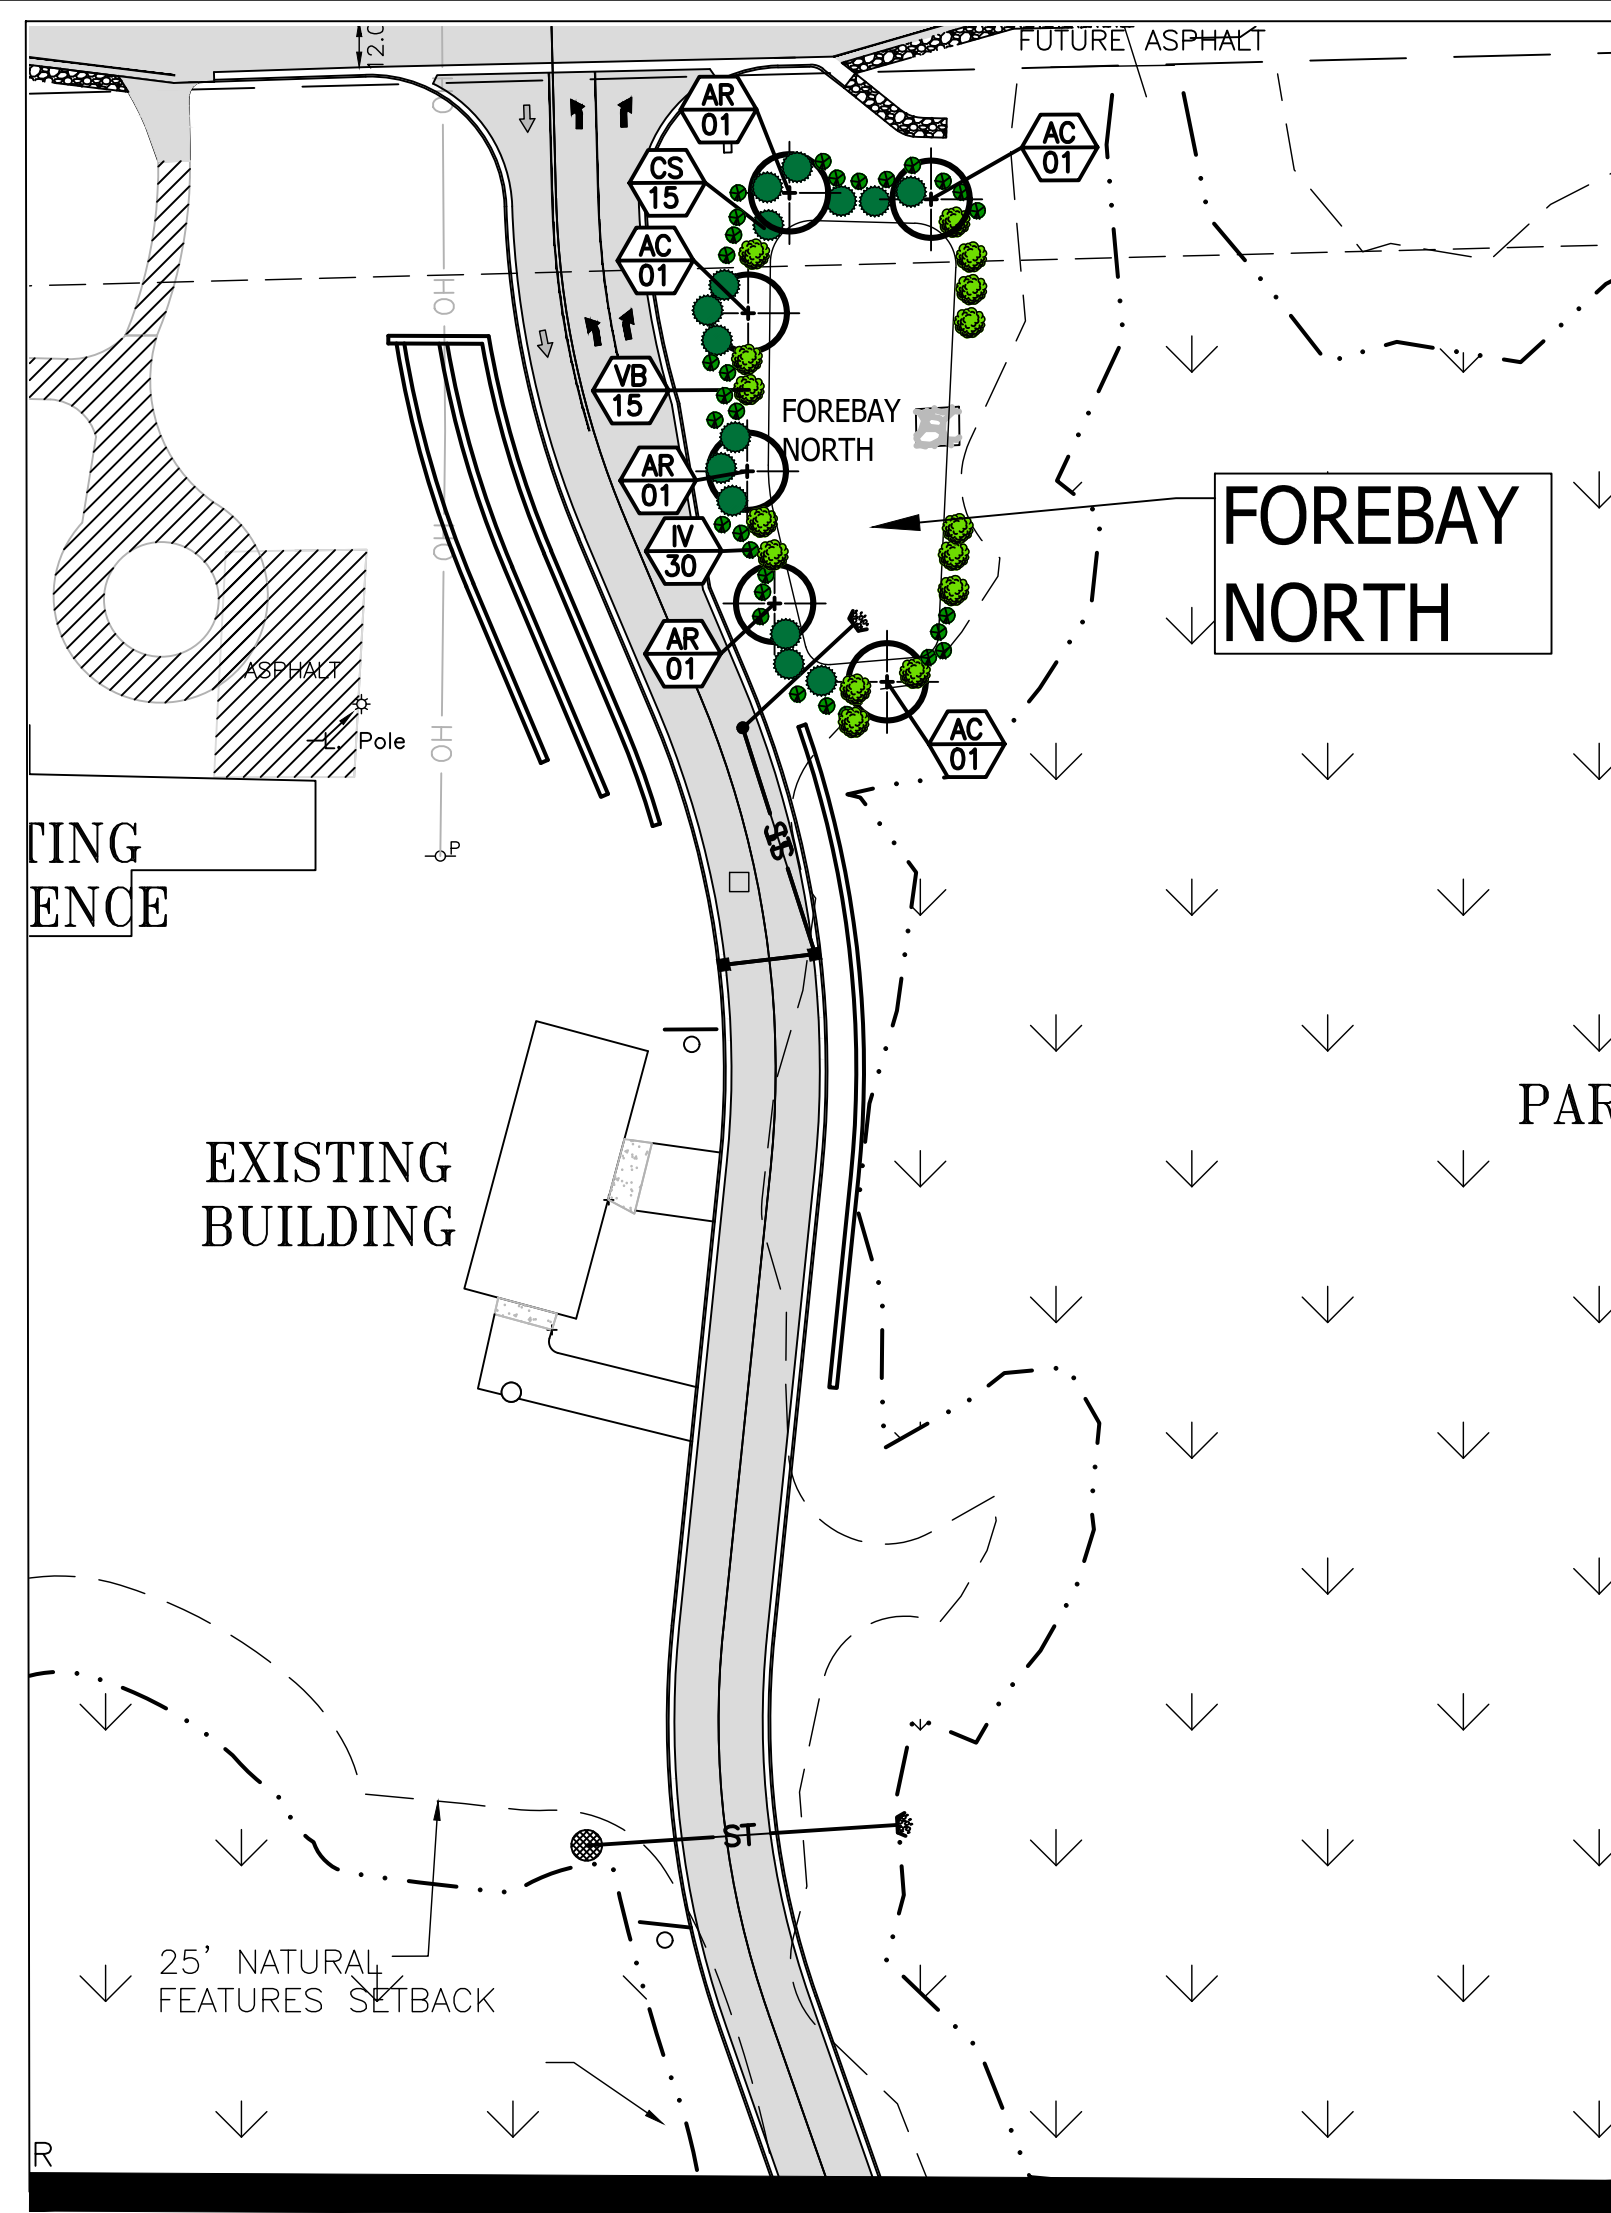 12.0
FUTURE ASPHALT
AR
01
AC
01
CS
15
AC
01
OH
VB
15
FOREBAY
NORTH
FOREBAY
NORTH
AR
01
IV
30
OH
AR
01
ASPHALT
L. Pole
OH
AC
01
TING
ENCE
P
ST
PAR
EXISTING
BUILDING
ST
25' NATURAL
FEATURES SETBACK
R